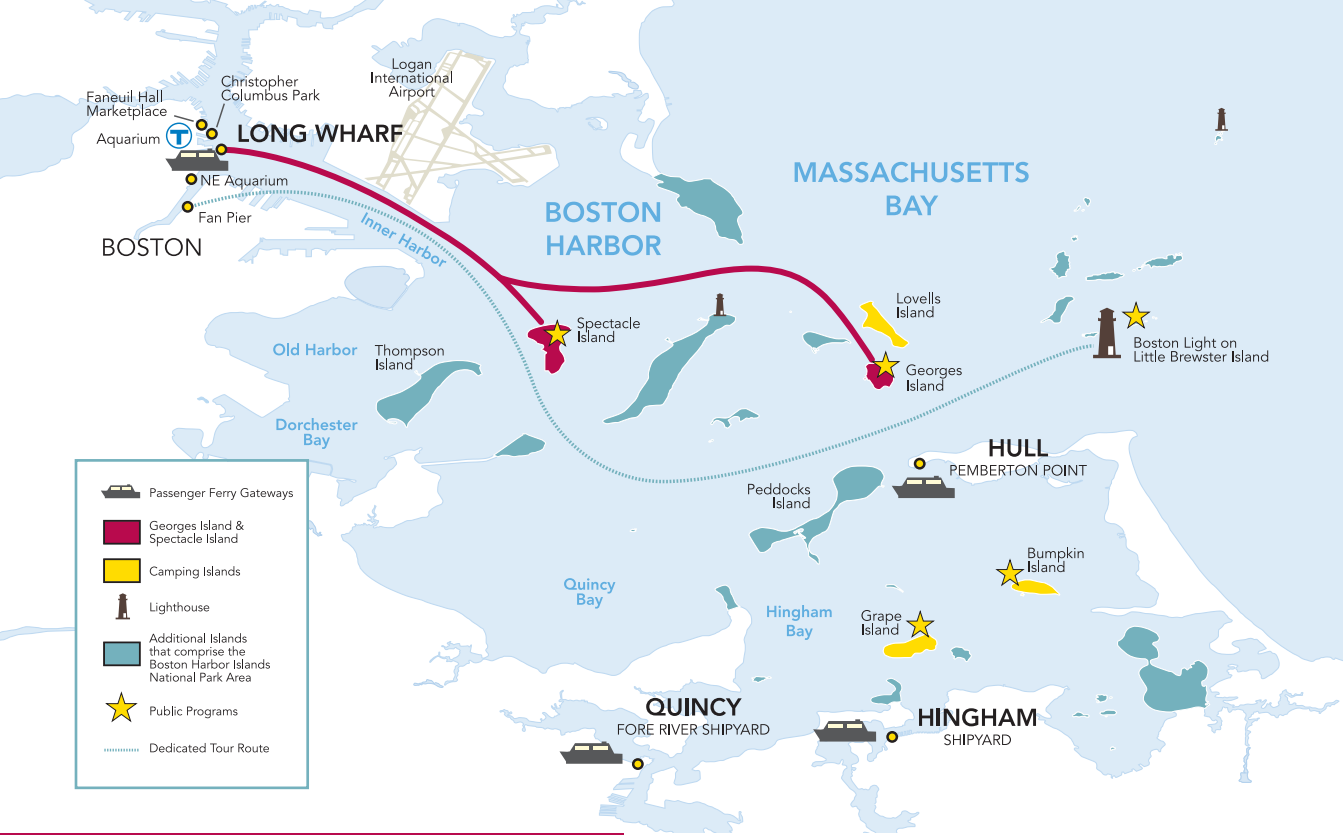 Logan
International
Airport
Christopher
Columbus Park
Faneuil Hall
Marketplace
Aquarium
T
LONG WHARF
NE Aquarium
Fan Pier
BOSTON
Inner Harbor
BOSTON
HARBOR
MASSACHUSETTS
BAY
Lovells
Island
Spectacle
Island
Georges
Island
Boston Light on
Little Brewster Island
Old Harbor
Thompson
Island
Dorchester
Bay
HULL
PEMBERTON POINT
Peddocks
Island
Bumpkin
Island
Quincy
Bay
Hingham
Bay
Grape
Island
QUINCY
FORE RIVER SHIPYARD
HINGHAM
SHIPYARD
Passenger Ferry Gateways
Georges Island &
Spectacle Island
Camping Islands
Lighthouse
Additional Islands
that comprise the
Boston Harbor Islands
National Park Area
Public Programs
Dedicated Tour Route